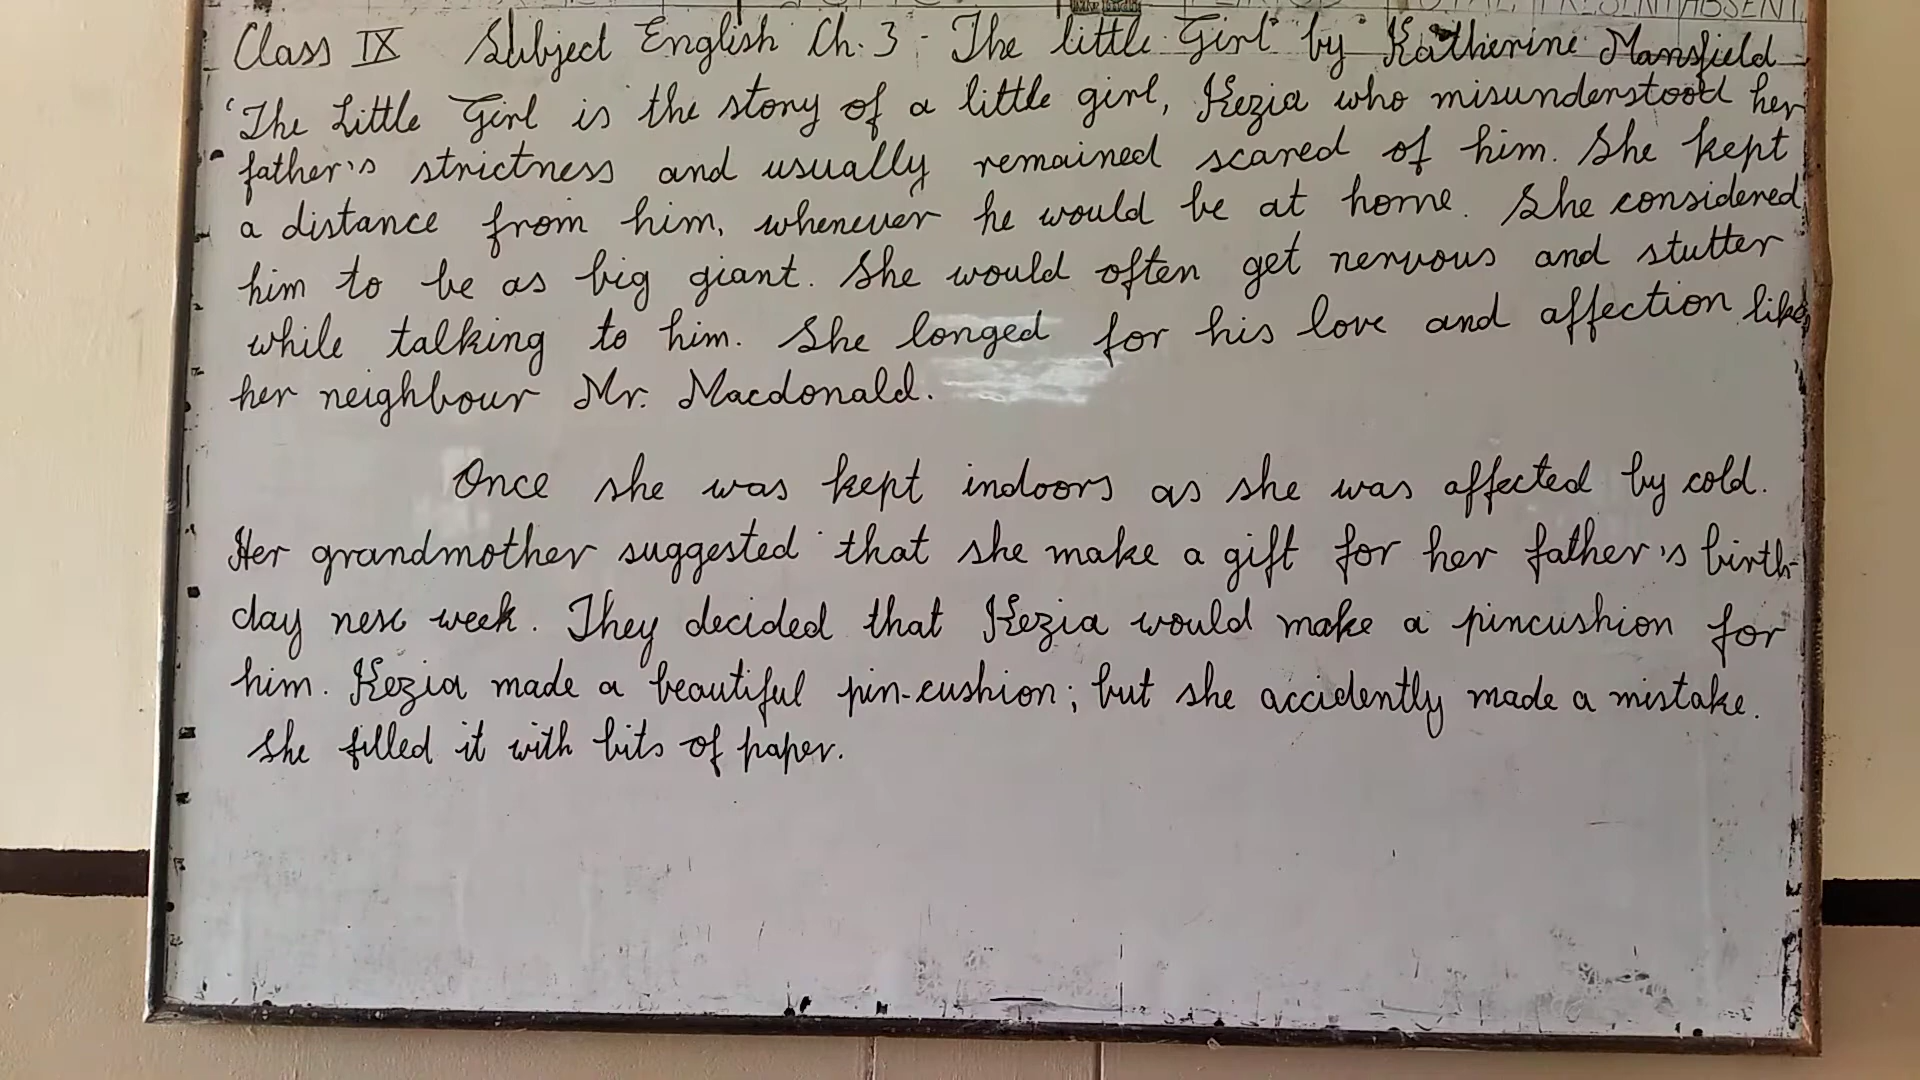 PERIOD TOTAL PRESENT ABSENT
Class IX Subject English Ch. 3 - The little Girl by Katherine Mansfield
'The Little Girl is the story of a little girl, Kezia who misunderstood her
father's strictness and usually remained scared of him. She kept
a distance from him, whenever he would be at home. She considered
him to be as big giant. She would often get nervous and stutter
while talking to him. She longed for his love and affection like
her neighbour Mr. Macdonald.
Once she was kept indoors as she was affected by cold.
Her grandmother suggested that she make a gift for her father's birth-
day nex week. They decided that Kezia would make a pincushion for
him. Kezia made a beautiful pin-cushion; but she accidently made a mistake.
She filled it with bits of paper.